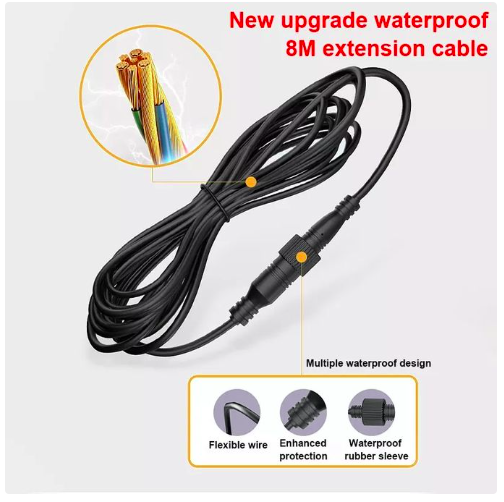 New upgrade waterproof
8M extension cable
Multiple waterproof design
Flexible wire
Enhanced
protection
Waterproof
rubber sleeve